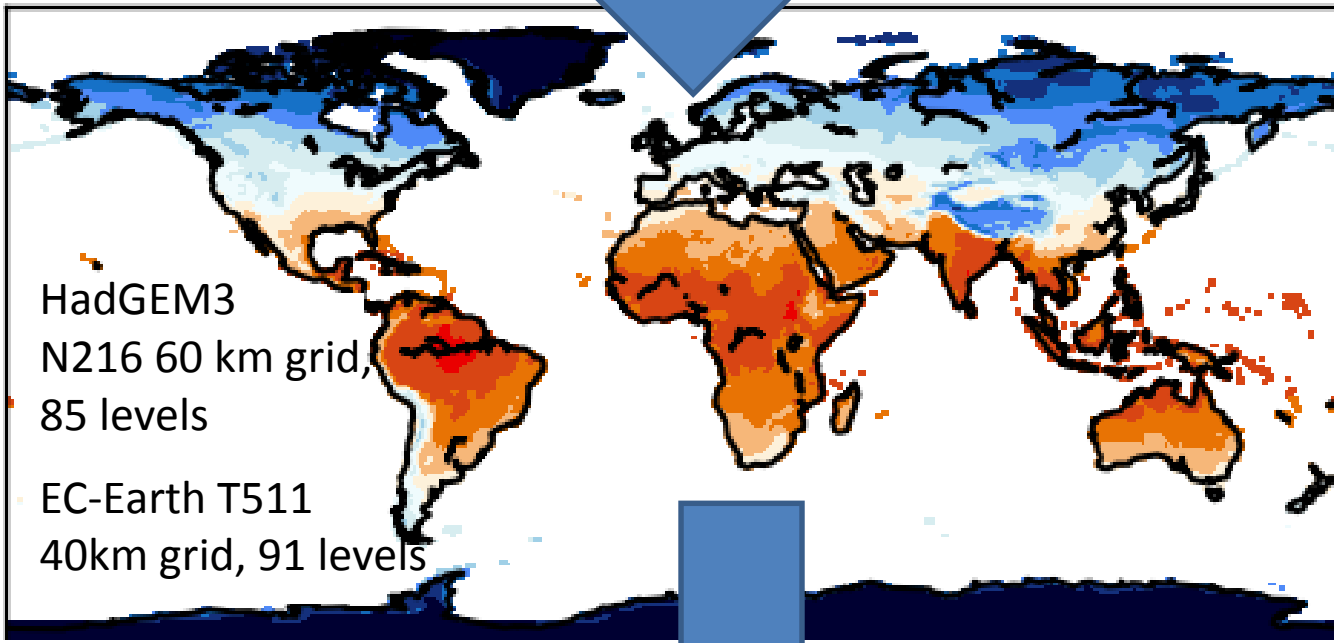 HadGEM3
N216 60 km grid,
85 levels
EC-Earth T511
40km grid, 91 levels